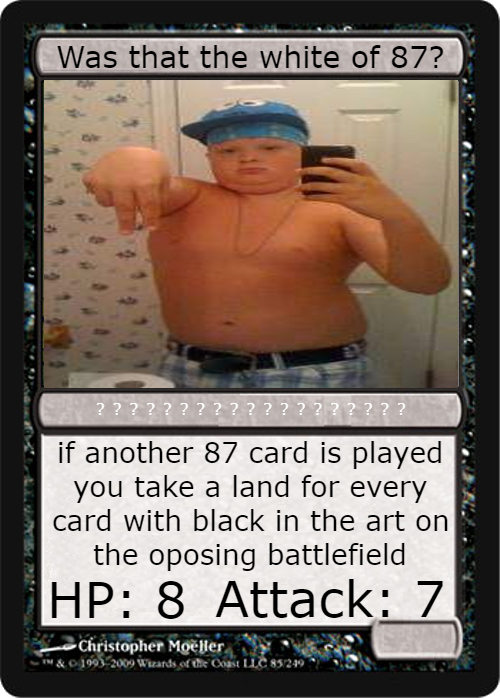 Was that the white of 87?
? ? ? ? ? ? ? ? ? ? ? ? ? ? ? ? ? ? ?
if another 87 card is played
you take a land for every
card with black in the art on
the oposing battlefield
HP: 8 Attack: 7
Christopher Moeller
™ & © 1993–2009 Wizards of the Coast LLC 85/249